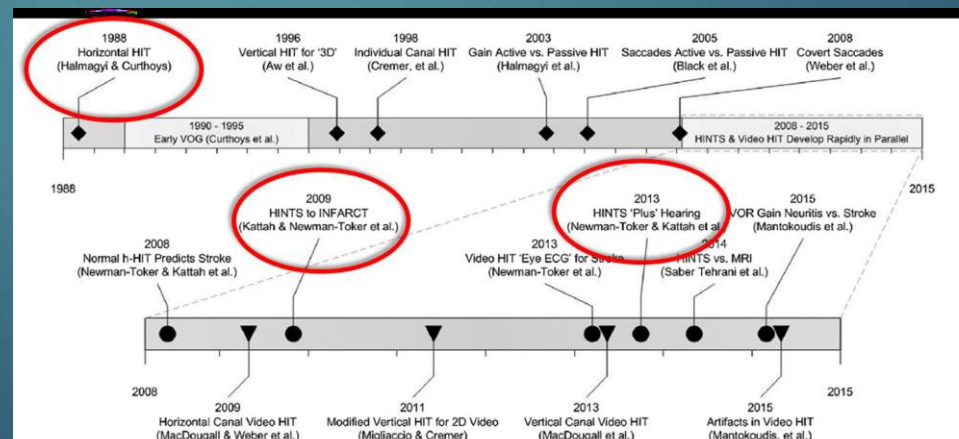 1988
Horizontal HIT
(Halmagyi & Curthoys)
1996
Vertical HIT for '3D'
(Aw et al.)
1998
Individual Canal HIT
(Cremer, et al.)
2003
Gain Active vs. Passive HIT
(Halmagyi et al.)
2005
Saccades Active vs. Passive HIT
(Black et al.)
2008
Covert Saccades
(Weber et al.)
1990 - 1995
Early VOG (Curthoys et al.)
2008 - 2015
HINTS & Video HIT Develop Rapidly in Parallel
1988
2015
2009
HINTS to INFARCT
(Kattah & Newman-Toker et al.)
2013
HINTS 'Plus' Hearing
(Newman-Toker & Kattah et al.)
2015
VOR Gain Neuritis vs. Stroke
(Mantokoudis et al.)
2008
Normal h-HIT Predicts Stroke
(Newman-Toker & Kattah et al.)
2013
Video HIT 'Eye ECG' for Stroke
(Newman-Toker et al.)
2014
HINTS vs. MRI
(Saber Tehrani et al.)
2008
2015
2009
Horizontal Canal Video HIT
(MacDougall & Weber et al.)
2011
Modified Vertical HIT for 2D Video
(Migliaccio & Cremer)
2013
Vertical Canal Video HIT
(MacDougall et al.)
2015
Artifacts in Video HIT
(Mantokoudis, et al.)